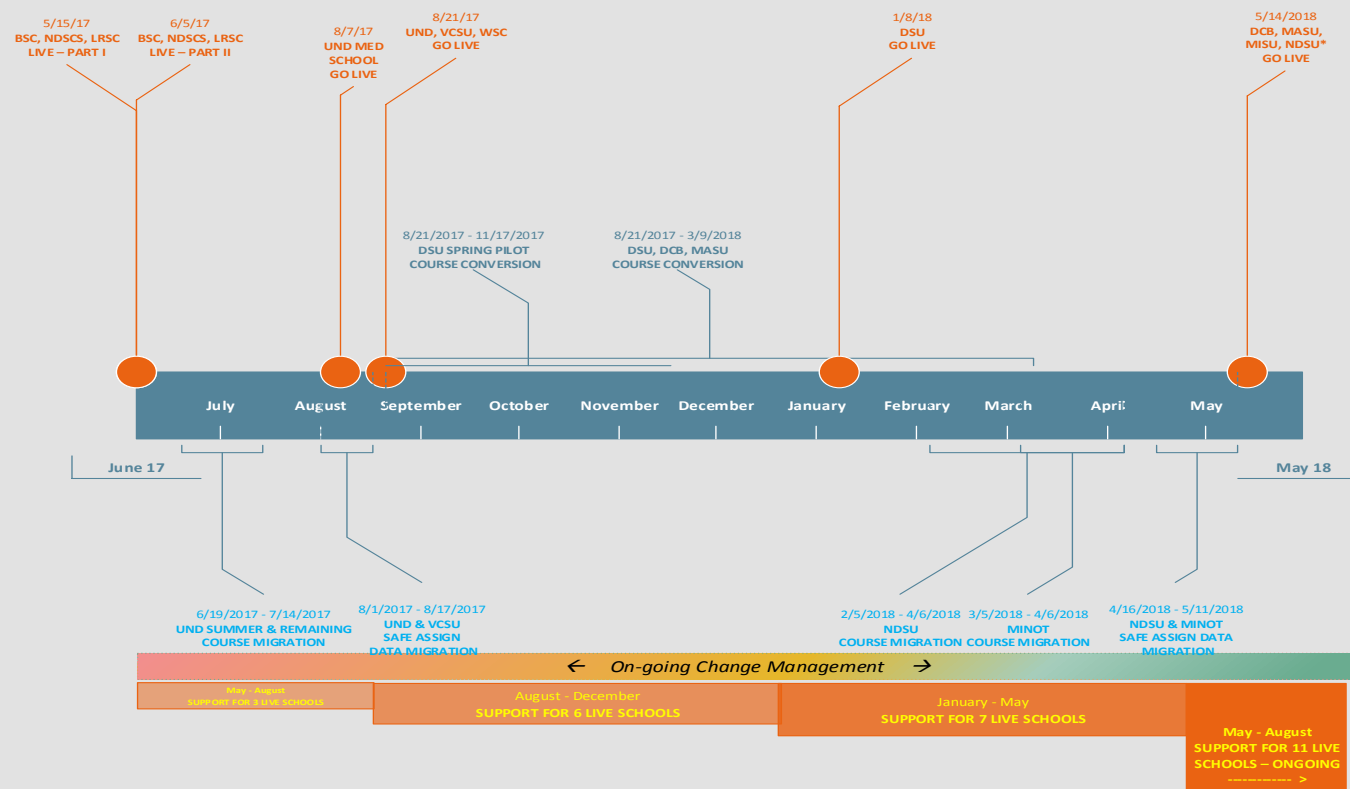 5/15/17
BSC, NDSCS, LRSC
LIVE – PART I
6/5/17
BSC, NDSCS, LRSC
LIVE – PART II
8/7/17
UND MED
SCHOOL
GO LIVE
8/21/17
UND, VCSU, WSC
GO LIVE
1/8/18
DSU
GO LIVE
5/14/2018
DCB, MASU,
MISU, NDSU*
GO LIVE
8/21/2017 - 11/17/2017
DSU SPRING PILOT
COURSE CONVERSION
8/21/2017 - 3/9/2018
DSU, DCB, MASU
COURSE CONVERSION
July August September October November December January February March April May
June 17
May 18
6/19/2017 - 7/14/2017
UND SUMMER & REMAINING
COURSE MIGRATION
8/1/2017 - 8/17/2017
UND & VCSU
SAFE ASSIGN
DATA MIGRATION
2/5/2018 - 4/6/2018
NDSU
COURSE MIGRATION
3/5/2018 - 4/6/2018
MINOT
COURSE MIGRATION
4/16/2018 - 5/11/2018
NDSU & MINOT
SAFE ASSIGN DATA
MIGRATION
← On-going Change Management →
May - August
SUPPORT FOR 3 LIVE SCHOOLS
August - December
SUPPORT FOR 6 LIVE SCHOOLS
January - May
SUPPORT FOR 7 LIVE SCHOOLS
May - August
SUPPORT FOR 11 LIVE
SCHOOLS – ONGOING
------------- >